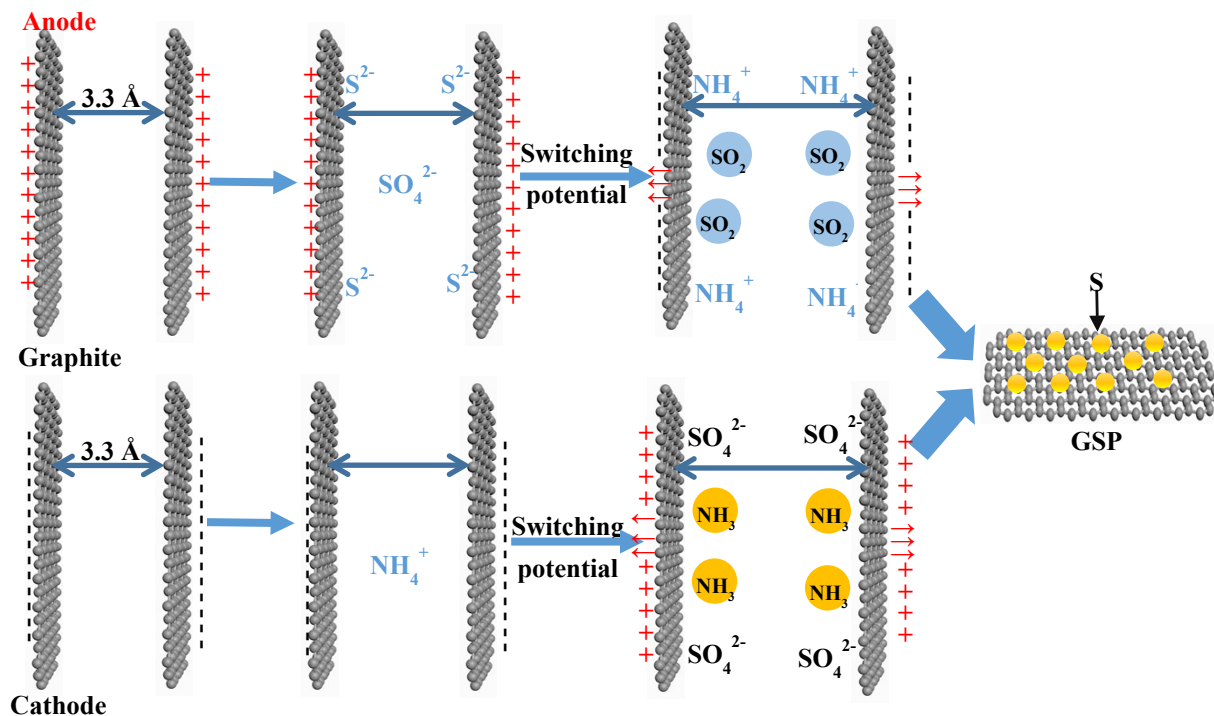 Anode
3.3 Å
S²⁻ S²⁻
SO₄²⁻
S²⁻ S²⁻
Switching
potential
NH₄⁺ NH₄⁺
SO₂ SO₂
SO₂ SO₂
NH₄⁺ NH₄⁻
Graphite
S
GSP
3.3 Å
NH₄⁺
Switching
potential
SO₄²⁻ SO₄²⁻
NH₃ NH₃
NH₃ NH₃
SO₄²⁻ SO₄²⁻
Cathode